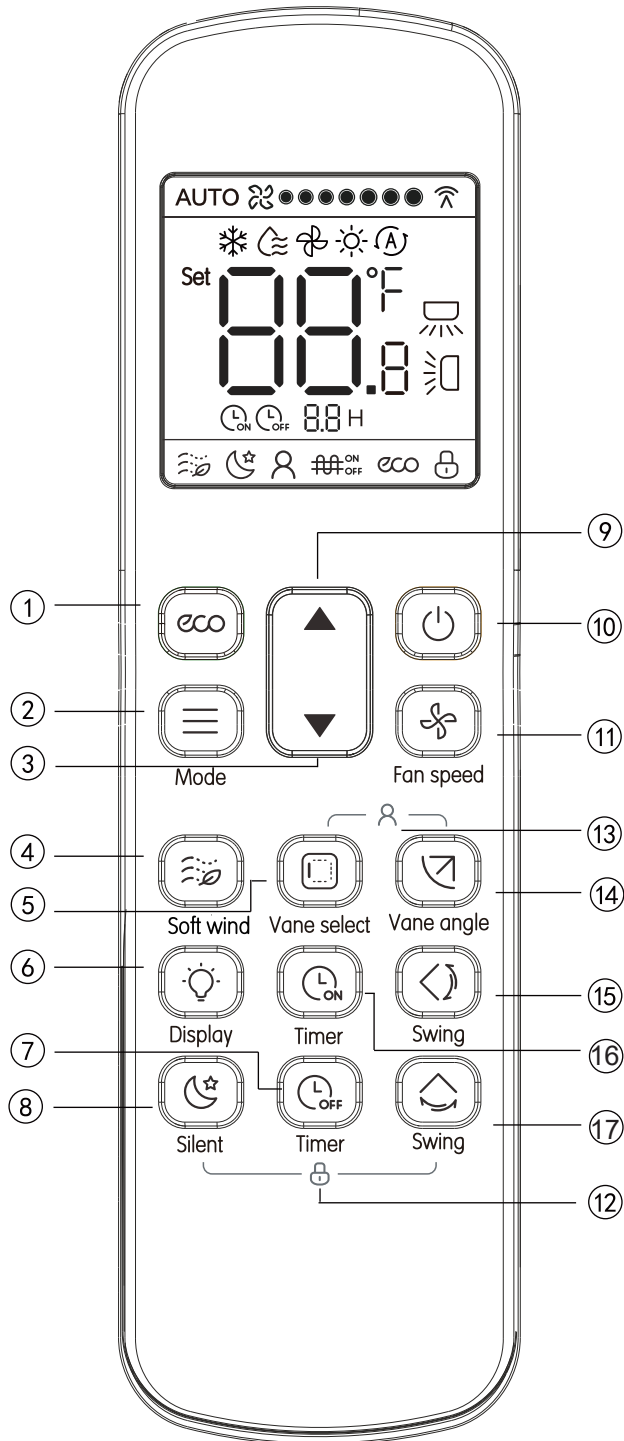 AUTO
Set 88°F
.8
ON OFF 8.8 H
ON
OFF
eco
⑨
① eco ⑩
②
Mode Fan speed ⑪
③
⑬
④
⑤ ⑭
Soft wind Vane select Vane angle
⑥ ON ⑮
Display Timer Swing
⑦ ⑯
⑧ OFF ⑰
Silent Timer Swing
⑫